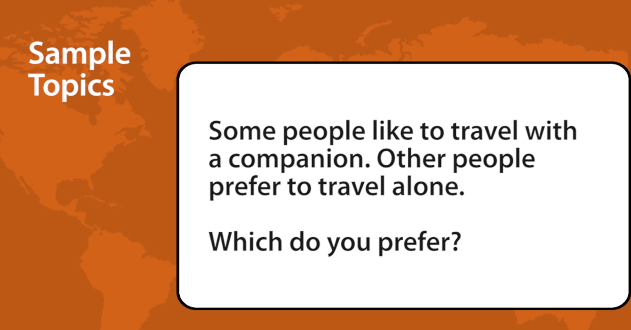 Sample
Topics
Some people like to travel with
a companion. Other people
prefer to travel alone.
Which do you prefer?